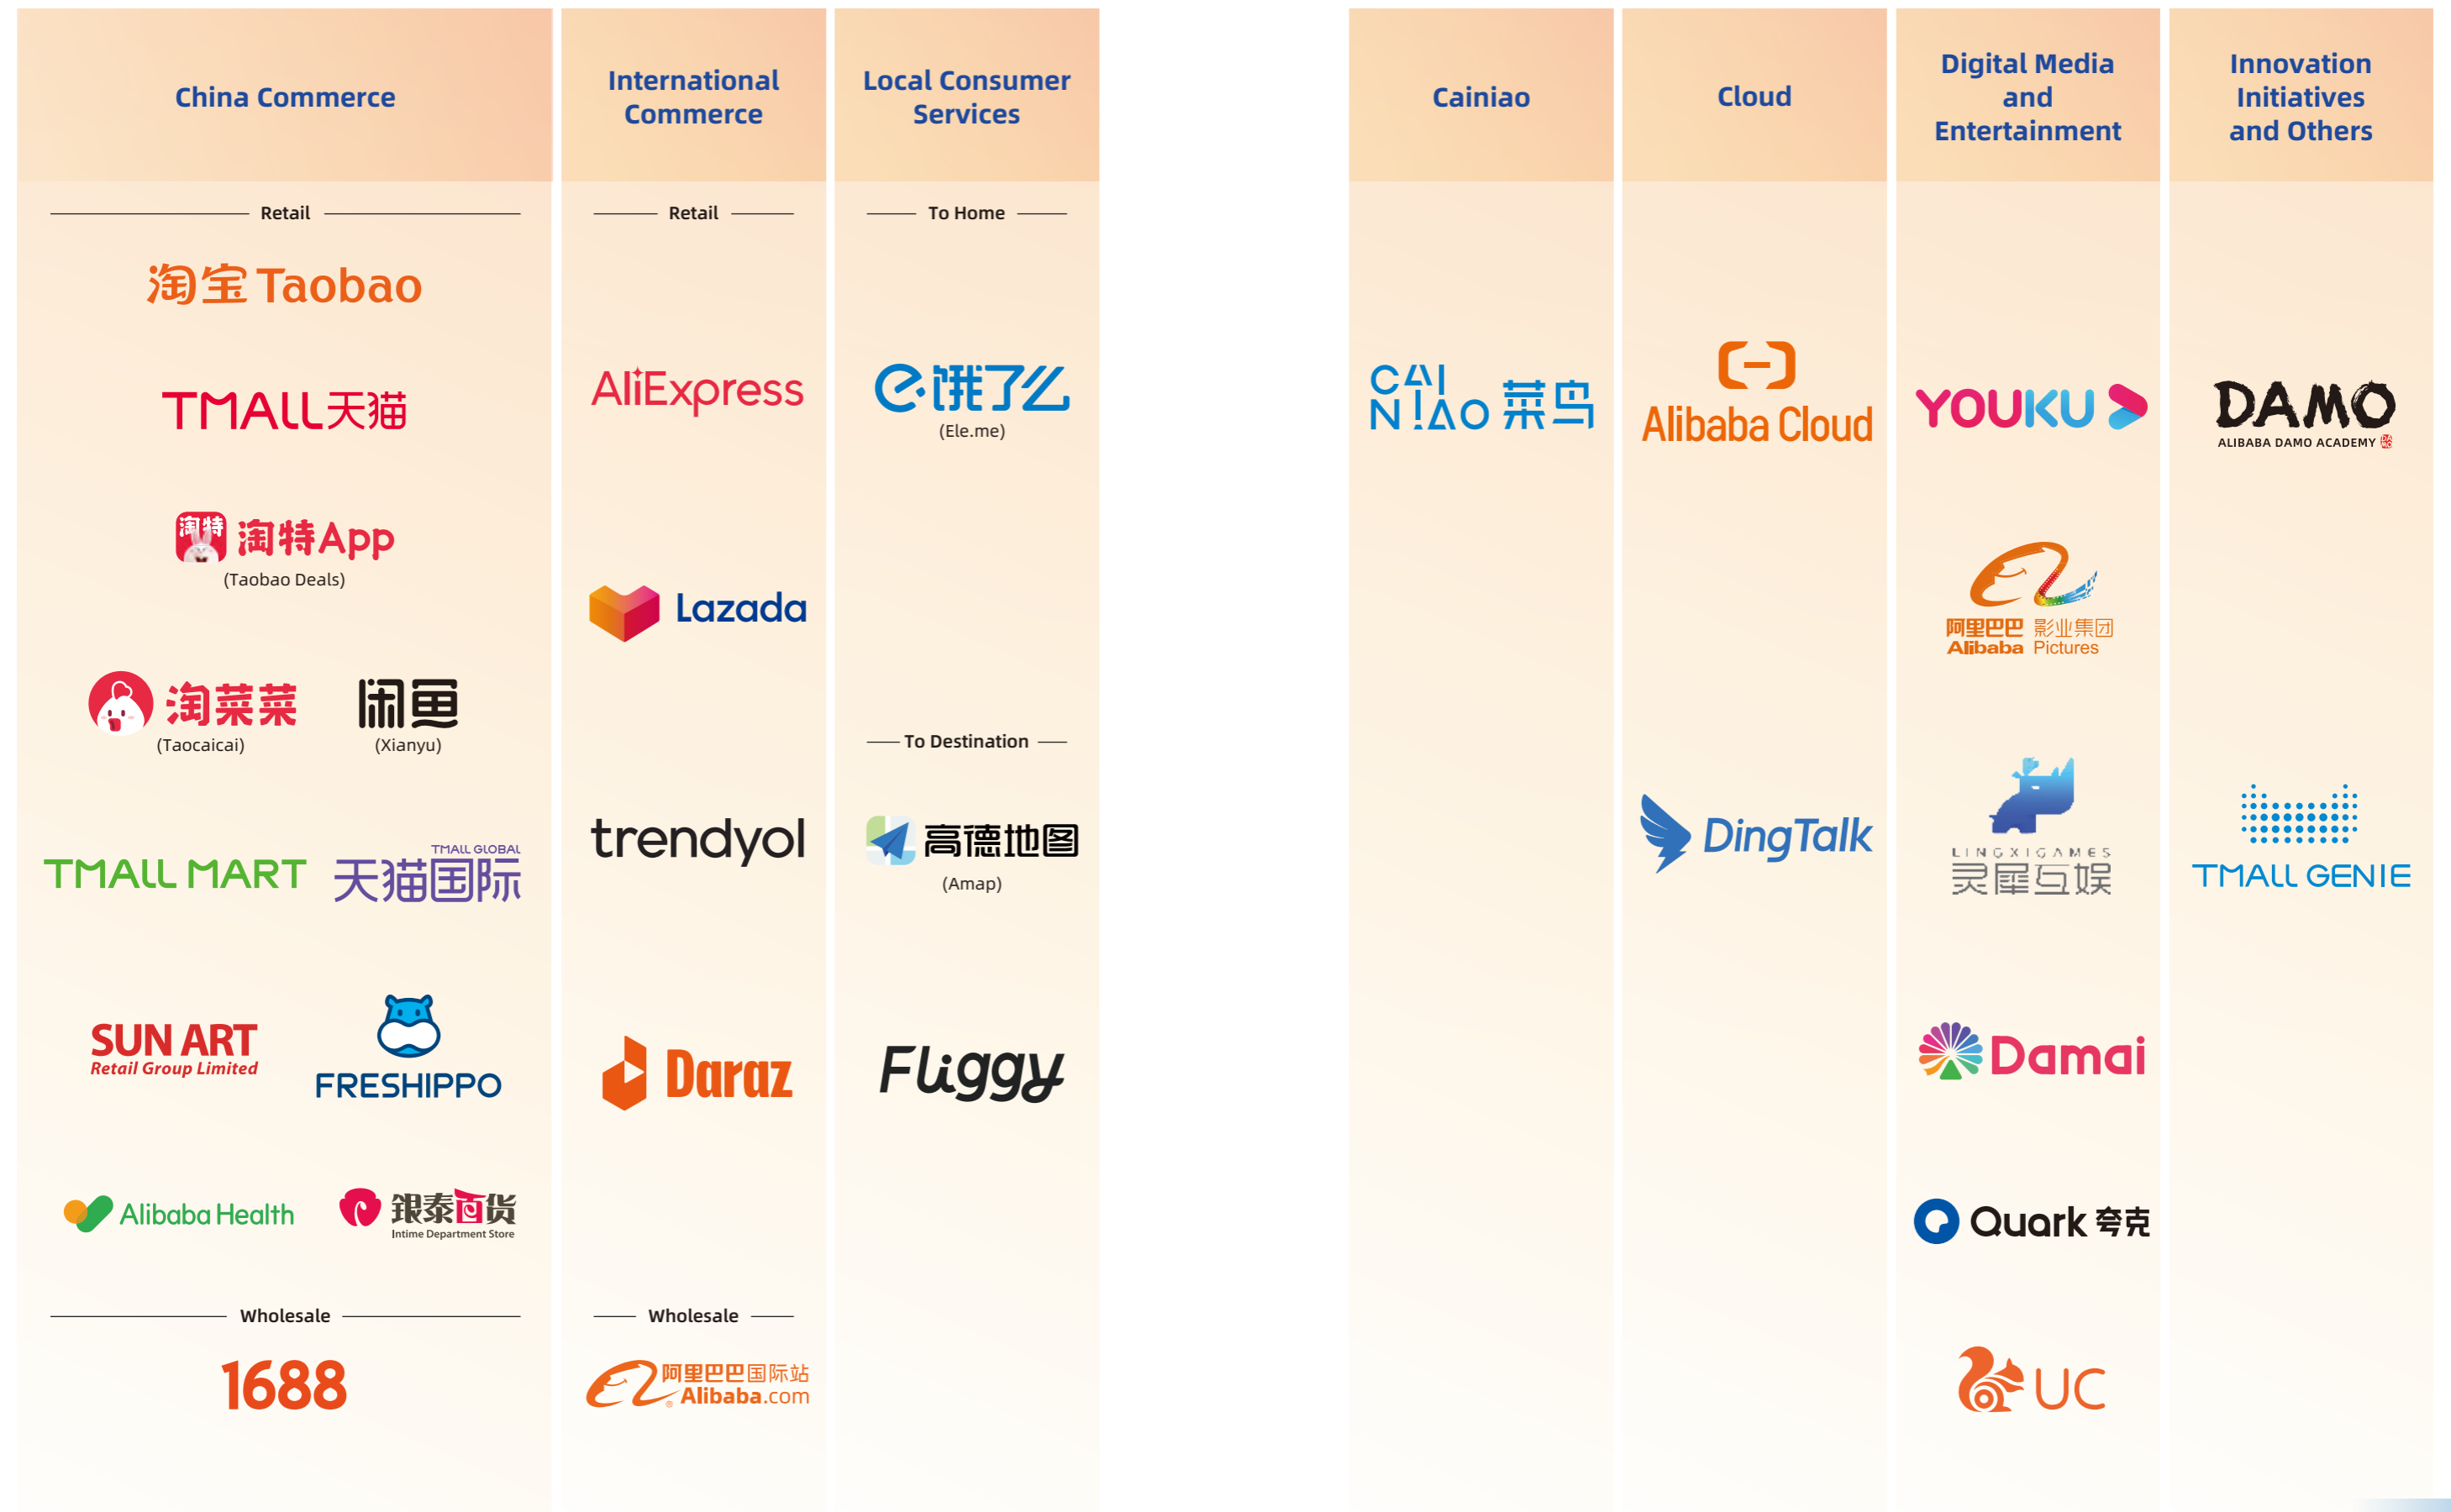 China Commerce
Retail
淘宝 Taobao
TMALL 天猫
淘特
淘特App
(Taobao Deals)
淘菜菜
(Taocaicai)
闲鱼
(Xianyu)
TMALL MART
TMALL GLOBAL
天猫国际
SUN ART
Retail Group Limited
FRESHIPPO
Alibaba Health
银泰百货
Intime Department Store
Wholesale
1688
International
Commerce
Retail
AliExpress
Lazada
trendyol
Daraz
Wholesale
阿里巴巴国际站
® Alibaba.com
Local Consumer
Services
To Home
饿了么
(Ele.me)
To Destination
高德地图
(Amap)
Fliggy
Cainiao
CAI
NIAO 菜鸟
Cloud
Alibaba Cloud
DingTalk
Digital Media
and
Entertainment
YOUKU
阿里巴巴 影业集团
Alibaba Pictures
LINGXIGAMES
灵犀互娱
Damai
Quark 夸克
UC
Innovation
Initiatives
and Others
DAMO
ALIBABA DAMO ACADEMY
TMALL GENIE